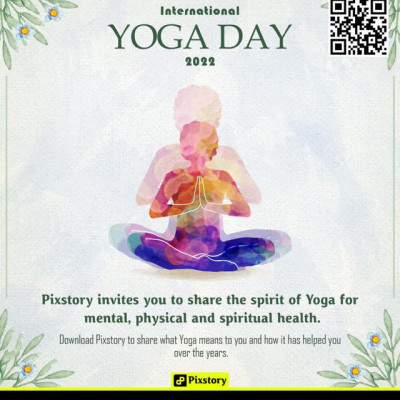 International
YOGA DAY
2022
Pixstory invites you to share the spirit of Yoga for
mental, physical and spiritual health.
Download Pixstory to share what Yoga means to you and how it has helped you
over the years.
Pixstory